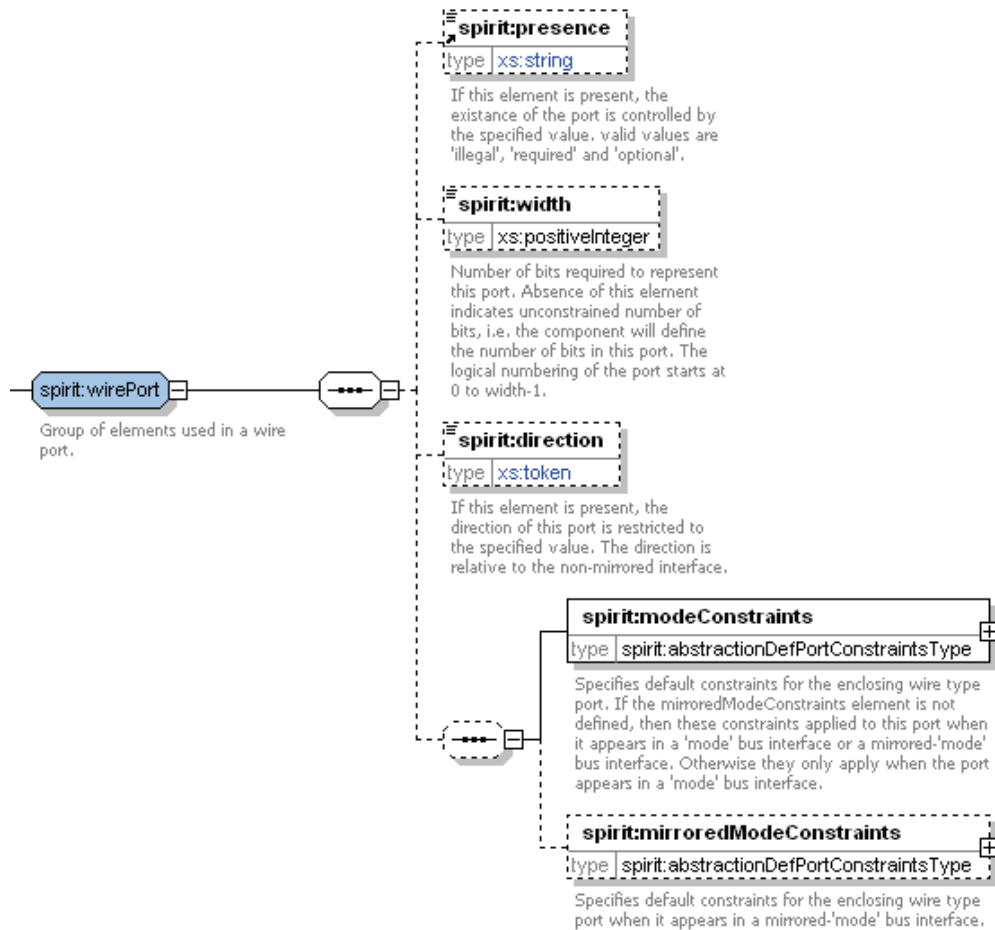 spirit:presence
type xs:string
If this element is present, the
existance of the port is controlled by
the specified value. valid values are
'illegal', 'required' and 'optional'.
spirit:width
type xs:positiveInteger
Number of bits required to represent
this port. Absence of this element
indicates unconstrained number of
bits, i.e. the component will define
the number of bits in this port. The
logical numbering of the port starts at
0 to width-1.
spirit:wirePort
Group of elements used in a wire
port.
spirit:direction
type xs:token
If this element is present, the
direction of this port is restricted to
the specified value. The direction is
relative to the non-mirrored interface.
spirit:modeConstraints
type spirit:abstractionDefPortConstraintsType
Specifies default constraints for the enclosing wire type
port. If the mirroredModeConstraints element is not
defined, then these constraints applied to this port when
it appears in a 'mode' bus interface or a mirrored-'mode'
bus interface. Otherwise they only apply when the port
appears in a 'mode' bus interface.
spirit:mirroredModeConstraints
type spirit:abstractionDefPortConstraintsType
Specifies default constraints for the enclosing wire type
port when it appears in a mirrored-'mode' bus interface.